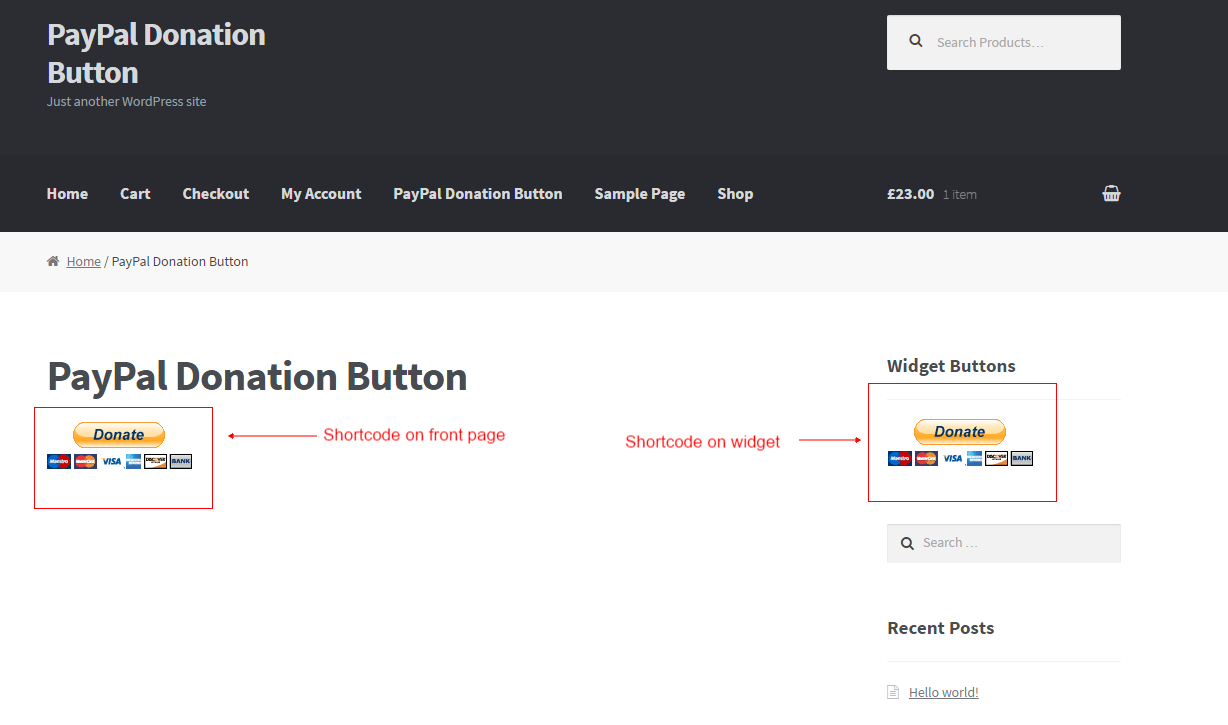 PayPal Donation
Button
Just another WordPress site
Search Products…
Home Cart Checkout My Account PayPal Donation Button Sample Page Shop £23.00 1 item
Home / PayPal Donation Button
PayPal Donation Button
Donate
Maestro MasterCard VISA DISCOVER BANK
Shortcode on front page
Shortcode on widget
Widget Buttons
Donate
Maestro MasterCard VISA DISCOVER BANK
Search …
Recent Posts
Hello world!